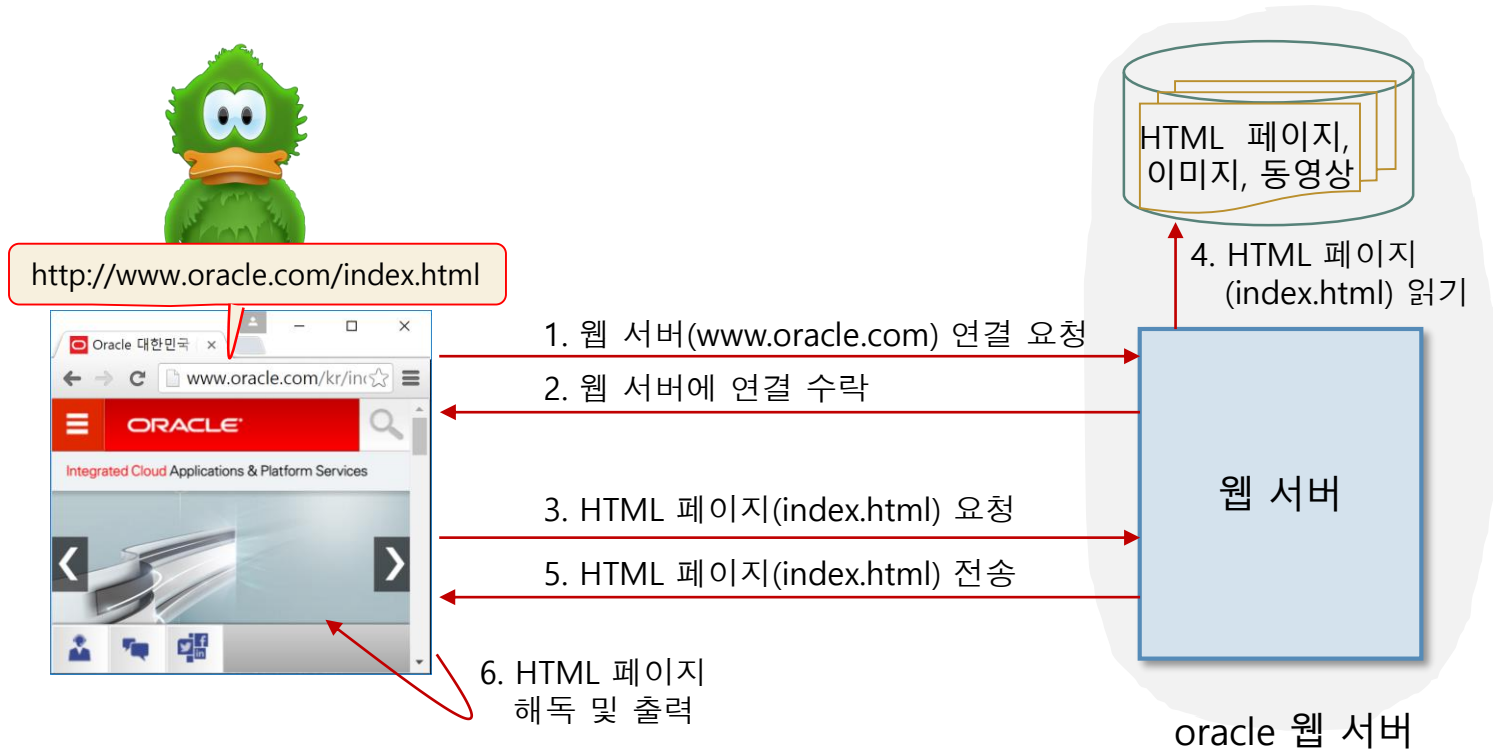 HTML 페이지,
이미지, 동영상
http://www.oracle.com/index.html
4. HTML 페이지
(index.html) 읽기
Oracle 대한민국
www.oracle.com/kr/in
1. 웹 서버(www.oracle.com) 연결 요청
2. 웹 서버에 연결 수락
ORACLE
Integrated Cloud Applications & Platform Services
웹 서버
3. HTML 페이지(index.html) 요청
5. HTML 페이지(index.html) 전송
6. HTML 페이지
해독 및 출력
oracle 웹 서버